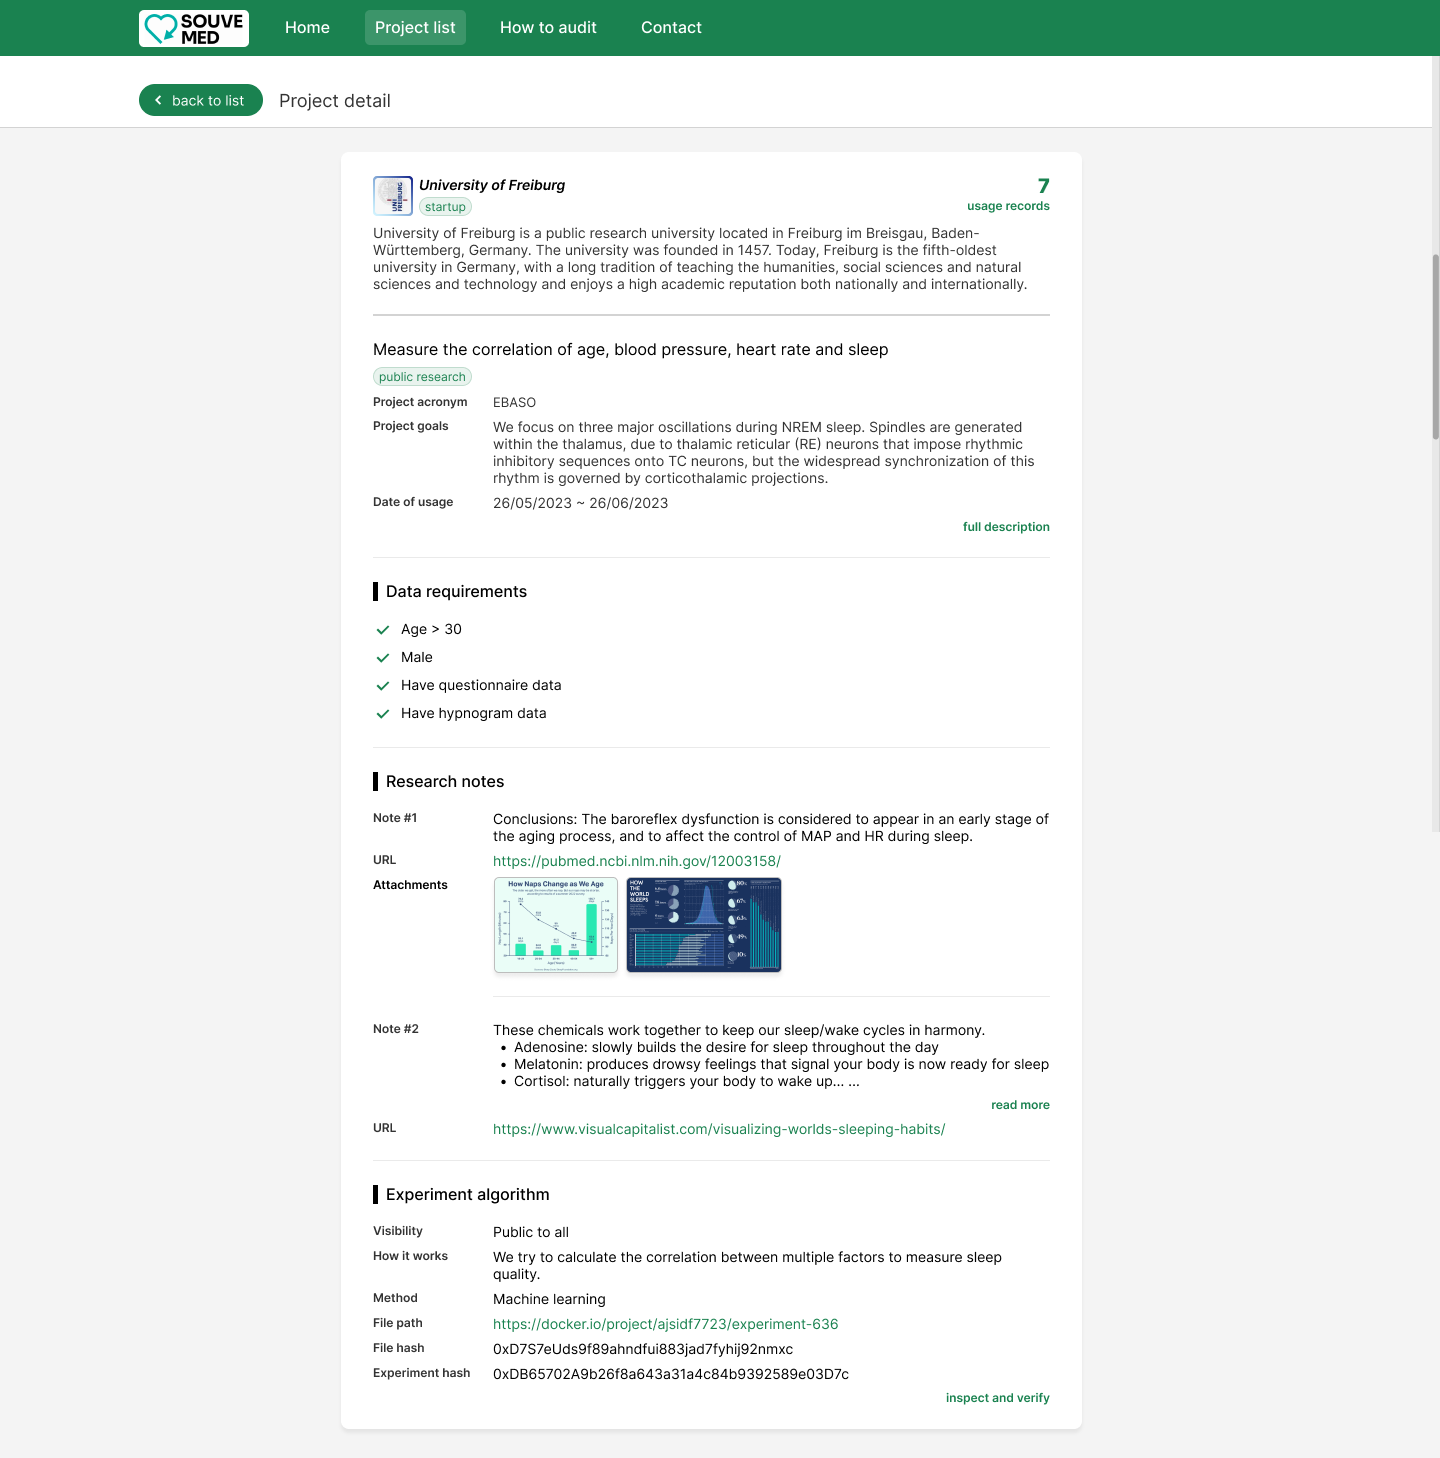 SOUVE
MED
Home
Project list
How to audit
Contact
back to list
Project detail
UNI
FREIBURG
University of Freiburg
startup
7
usage records
University of Freiburg is a public research university located in Freiburg im Breisgau, Baden-
Württemberg, Germany. The university was founded in 1457. Today, Freiburg is the fifth-oldest
university in Germany, with a long tradition of teaching the humanities, social sciences and natural
sciences and technology and enjoys a high academic reputation both nationally and internationally.
Measure the correlation of age, blood pressure, heart rate and sleep
public research
Project acronym
EBASO
Project goals
We focus on three major oscillations during NREM sleep. Spindles are generated
within the thalamus, due to thalamic reticular (RE) neurons that impose rhythmic
inhibitory sequences onto TC neurons, but the widespread synchronization of this
rhythm is governed by corticothalamic projections.
Date of usage
26/05/2023 ~ 26/06/2023
full description
Data requirements
Age > 30
Male
Have questionnaire data
Have hypnogram data
Research notes
Note #1
Conclusions: The baroreflex dysfunction is considered to appear in an early stage of
the aging process, and to affect the control of MAP and HR during sleep.
URL
https://pubmed.ncbi.nlm.nih.gov/12003158/
Attachments
How Naps Change as We Age
HOW
THE
WORLD
SLEEPS
Note #2
These chemicals work together to keep our sleep/wake cycles in harmony.
• Adenosine: slowly builds the desire for sleep throughout the day
• Melatonin: produces drowsy feelings that signal your body is now ready for sleep
• Cortisol: naturally triggers your body to wake up... ...
read more
URL
https://www.visualcapitalist.com/visualizing-worlds-sleeping-habits/
Experiment algorithm
Visibility
Public to all
How it works
We try to calculate the correlation between multiple factors to measure sleep
quality.
Method
Machine learning
File path
https://docker.io/project/ajsidf7723/experiment-636
File hash
0xD7S7eUds9f89ahndfui883jad7fyhij92nmxc
Experiment hash
0xDB65702A9b26f8a643a31a4c84b9392589e03D7c
inspect and verify